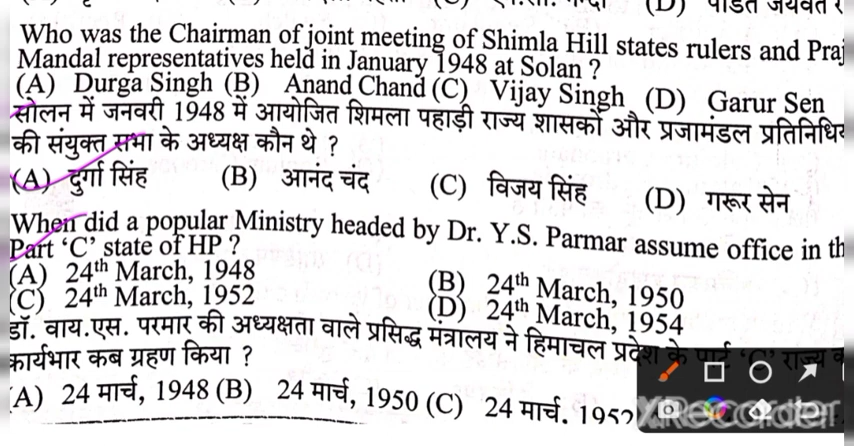 (D) पंडित जयवंत
Who was the Chairman of joint meeting of Shimla Hill states rulers and Praj
Mandal representatives held in January 1948 at Solan ?
(A) Durga Singh (B) Anand Chand (C) Vijay Singh (D) Garur Sen
सोलन में जनवरी 1948 में आयोजित शिमला पहाड़ी राज्य शासकों और प्रजामंडल प्रतिनिधि
की संयुक्त सभा के अध्यक्ष कौन थे ?
(A) दुर्गा सिंह (B) आनंद चंद (C) विजय सिंह (D) गरूर सेन
When did a popular Ministry headed by Dr. Y.S. Parmar assume office in th
Part ‘C’ state of HP ?
(A) 24th March, 1948 (B) 24th March, 1950
(C) 24th March, 1952 (D) 24th March, 1954
डॉ. वाय.एस. परमार की अध्यक्षता वाले प्रसिद्ध मंत्रालय ने हिमाचल प्रदेश के पार्ट ‘C’ राज्य
कार्यभार कब ग्रहण किया ?
(A) 24 मार्च, 1948 (B) 24 मार्च, 1950 (C) 24 मार्च. 1952
XRecorder